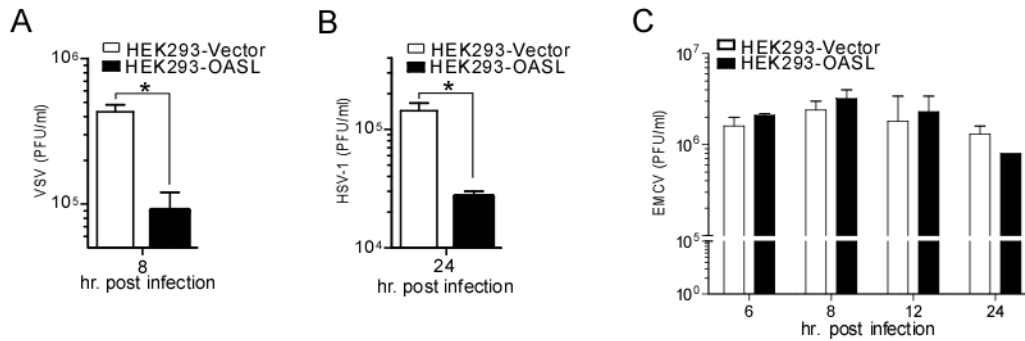 A
HEK293-Vector
HEK293-OASL
*
10⁶
10⁵
VSV (PFU/ml)
8
hr. post infection
B
HEK293-Vector
HEK293-OASL
*
10⁵
10⁴
HSV-1 (PFU/ml)
24
hr. post infection
C
HEK293-Vector
HEK293-OASL
10⁷
10⁶
10⁵
10⁵
10⁰
EMCV (PFU/ml)
6 8 12 24
hr. post infection